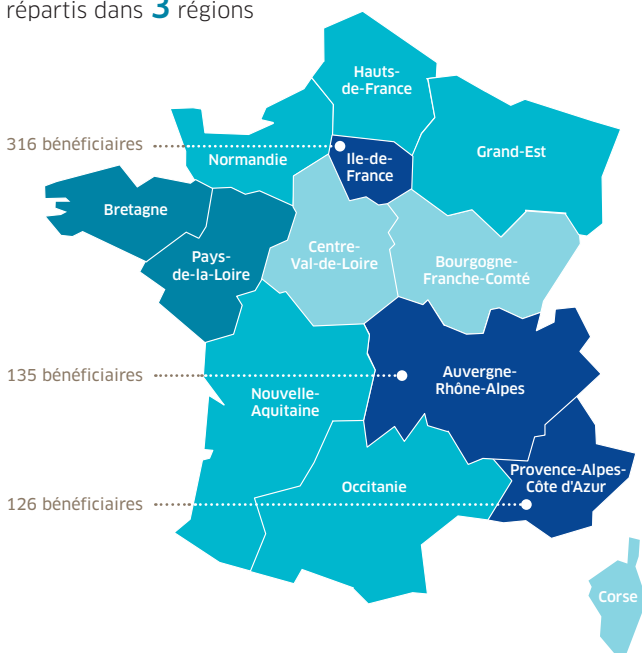 répartis dans 3 régions
Hauts-
de-France
316 bénéficiaires
Normandie
Ile-de-
France
Grand-Est
Bretagne
Pays-
de-la-Loire
Centre-
Val-de-Loire
Bourgogne-
Franche-Comté
135 bénéficiaires
Auvergne-
Rhône-Alpes
Nouvelle-
Aquitaine
126 bénéficiaires
Occitanie
Provence-Alpes-
Côte d'Azur
Corse